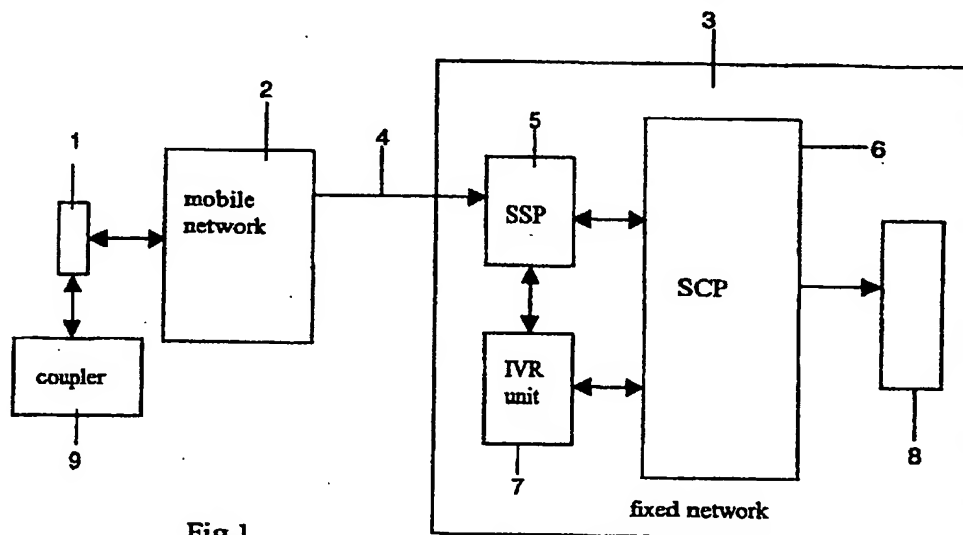 3
2
1
4
5
6
mobile
network
SSP
SCP
IVR
unit
coupler
9
7
8
fixed network
Fig 1